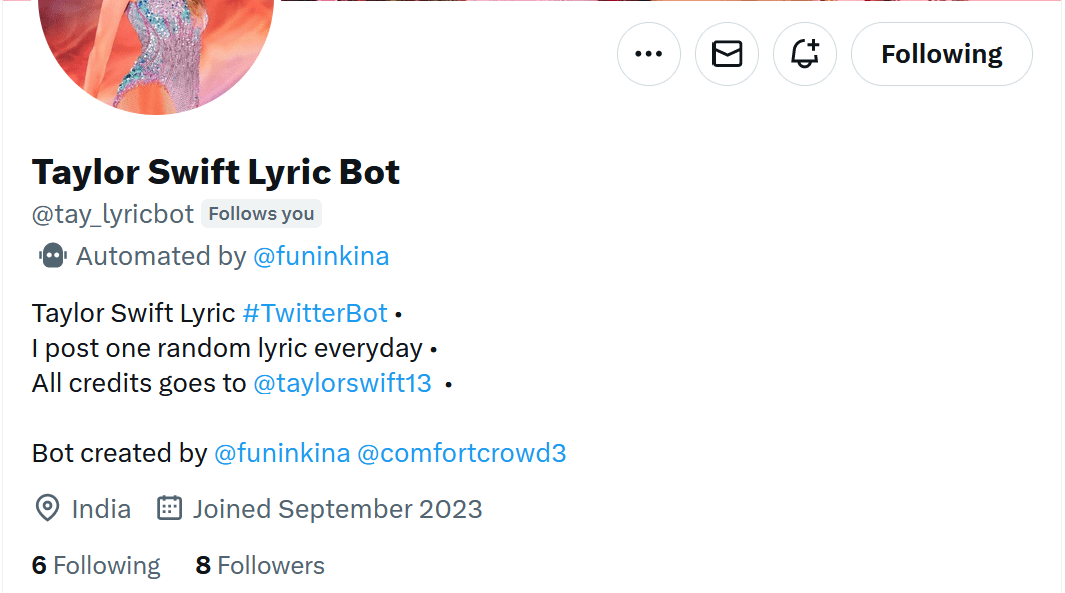 Following
Taylor Swift Lyric Bot
@tay_lyricbot Follows you
Automated by @funinkina
Taylor Swift Lyric #TwitterBot •
I post one random lyric everyday •
All credits goes to @taylorswift13 •
Bot created by @funinkina @comfortcrowd3
India Joined September 2023
6 Following 8 Followers